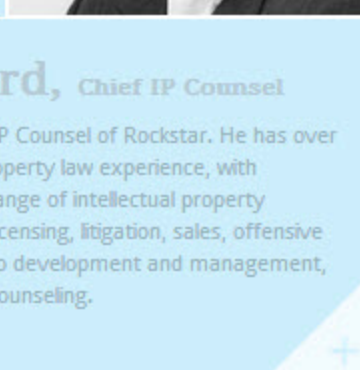 rd, Chief IP Counsel
P Counsel of Rockstar. He has over
operty law experience, with
ange of intellectual property
censing, litigation, sales, offensive
o development and management,
ounseling.